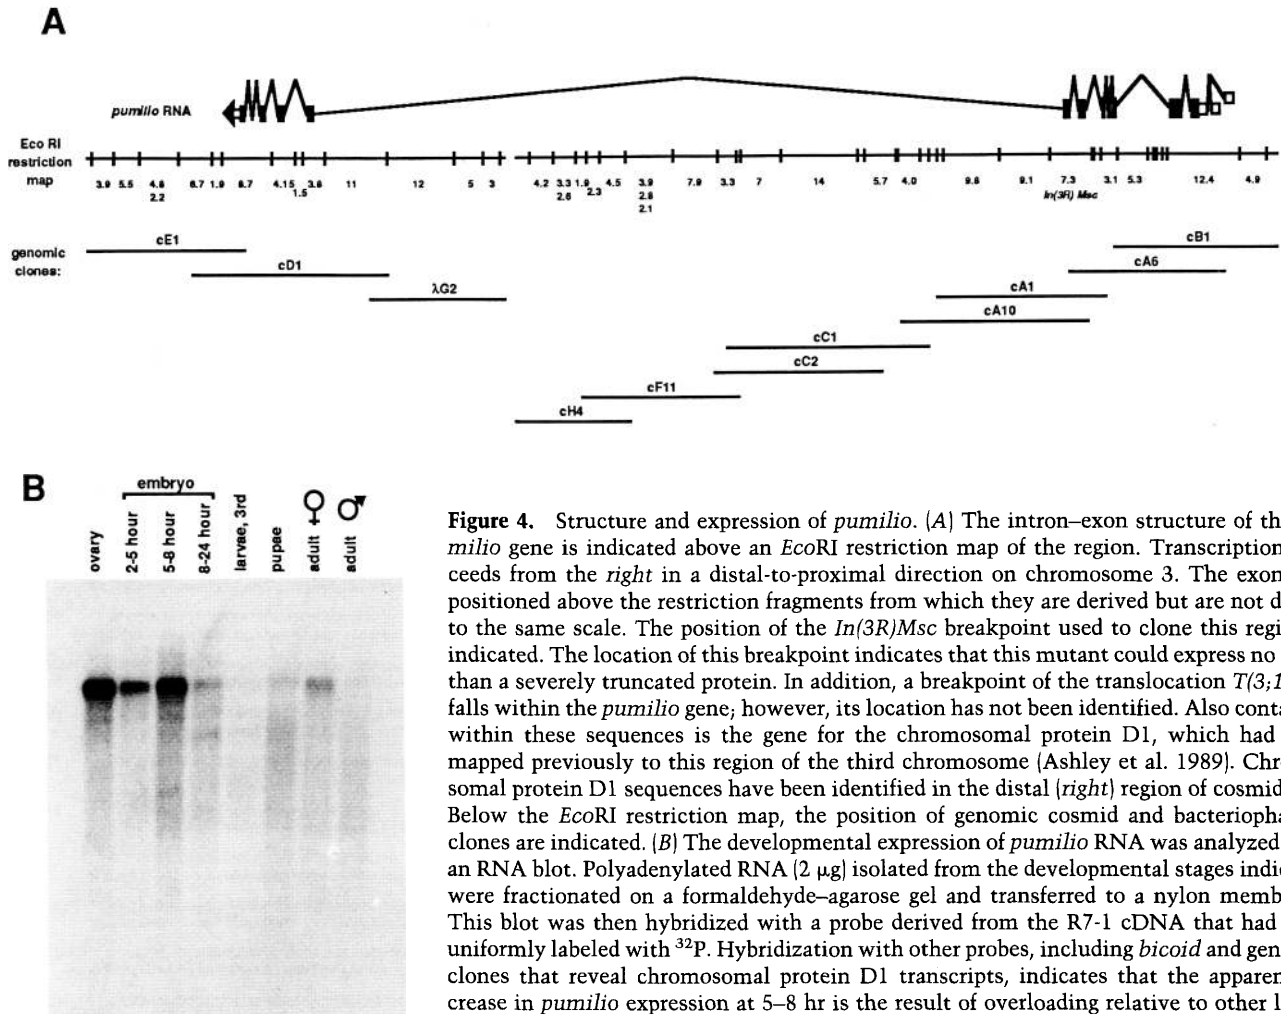 A
pumilio RNA
Eco RI
restriction
map
3.9 5.5 4.8 6.7 1.9 8.7 4.15 3.8 11 12 5 3 4.2 3.3 1.9 4.5 3.9 7.9 3.3 7 14 5.7 4.0 9.8 9.1 7.3 3.1 5.3 12.4 4.9
2.2 1.5 2.6 2.3 2.8 In(3R) Msc
2.1
genomic
clones:
cE1
cB1
cD1
cA6
λG2
cA1
cA10
cC1
cC2
cF11
cH4
B
embryo
ovary
2-5 hour
5-8 hour
8-24 hour
larvae, 3rd
pupae
adult ♀
adult ♂
Figure 4. Structure and expression of pumilio. (A) The intron–exon structure of th
milio gene is indicated above an EcoRI restriction map of the region. Transcription
ceeds from the right in a distal-to-proximal direction on chromosome 3. The exon
positioned above the restriction fragments from which they are derived but are not d
to the same scale. The position of the In(3R)Msc breakpoint used to clone this regi
indicated. The location of this breakpoint indicates that this mutant could express no
than a severely truncated protein. In addition, a breakpoint of the translocation T(3;1
falls within the pumilio gene; however, its location has not been identified. Also conta
within these sequences is the gene for the chromosomal protein D1, which had
mapped previously to this region of the third chromosome (Ashley et al. 1989). Chr
somal protein D1 sequences have been identified in the distal (right) region of cosmid
Below the EcoRI restriction map, the position of genomic cosmid and bacteriopha
clones are indicated. (B) The developmental expression of pumilio RNA was analyzed
an RNA blot. Polyadenylated RNA (2 μg) isolated from the developmental stages indic
were fractionated on a formaldehyde–agarose gel and transferred to a nylon memb
This blot was then hybridized with a probe derived from the R7-1 cDNA that had
uniformly labeled with ³²P. Hybridization with other probes, including bicoid and gen
clones that reveal chromosomal protein D1 transcripts, indicates that the apparen
crease in pumilio expression at 5–8 hr is the result of overloading relative to other l